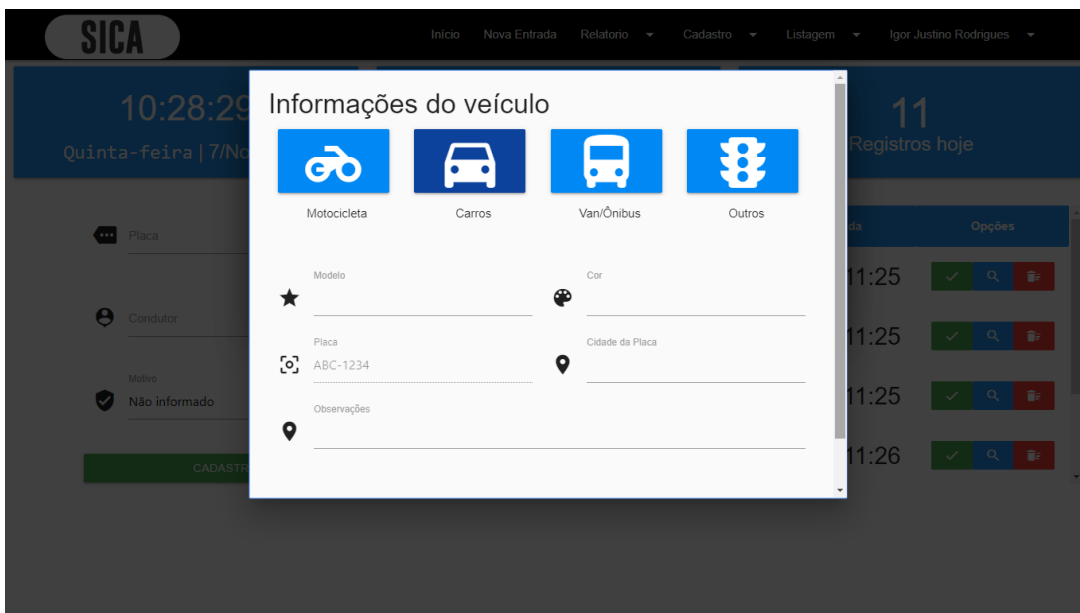 SICA
Início Nova Entrada Relatorio Cadastro Listagem Igor Justino Rodrigues
10:28:29
Quinta-feira | 7/No
11
Registros hoje
Informações do veículo
Motocicleta Carros Van/Ônibus Outros
Modelo
Cor
Placa
ABC-1234
Cidade da Placa
Observações
Placa
Condutor
Motivo
Não informado
CADASTR
da Opções
11:25
11:25
11:25
11:26